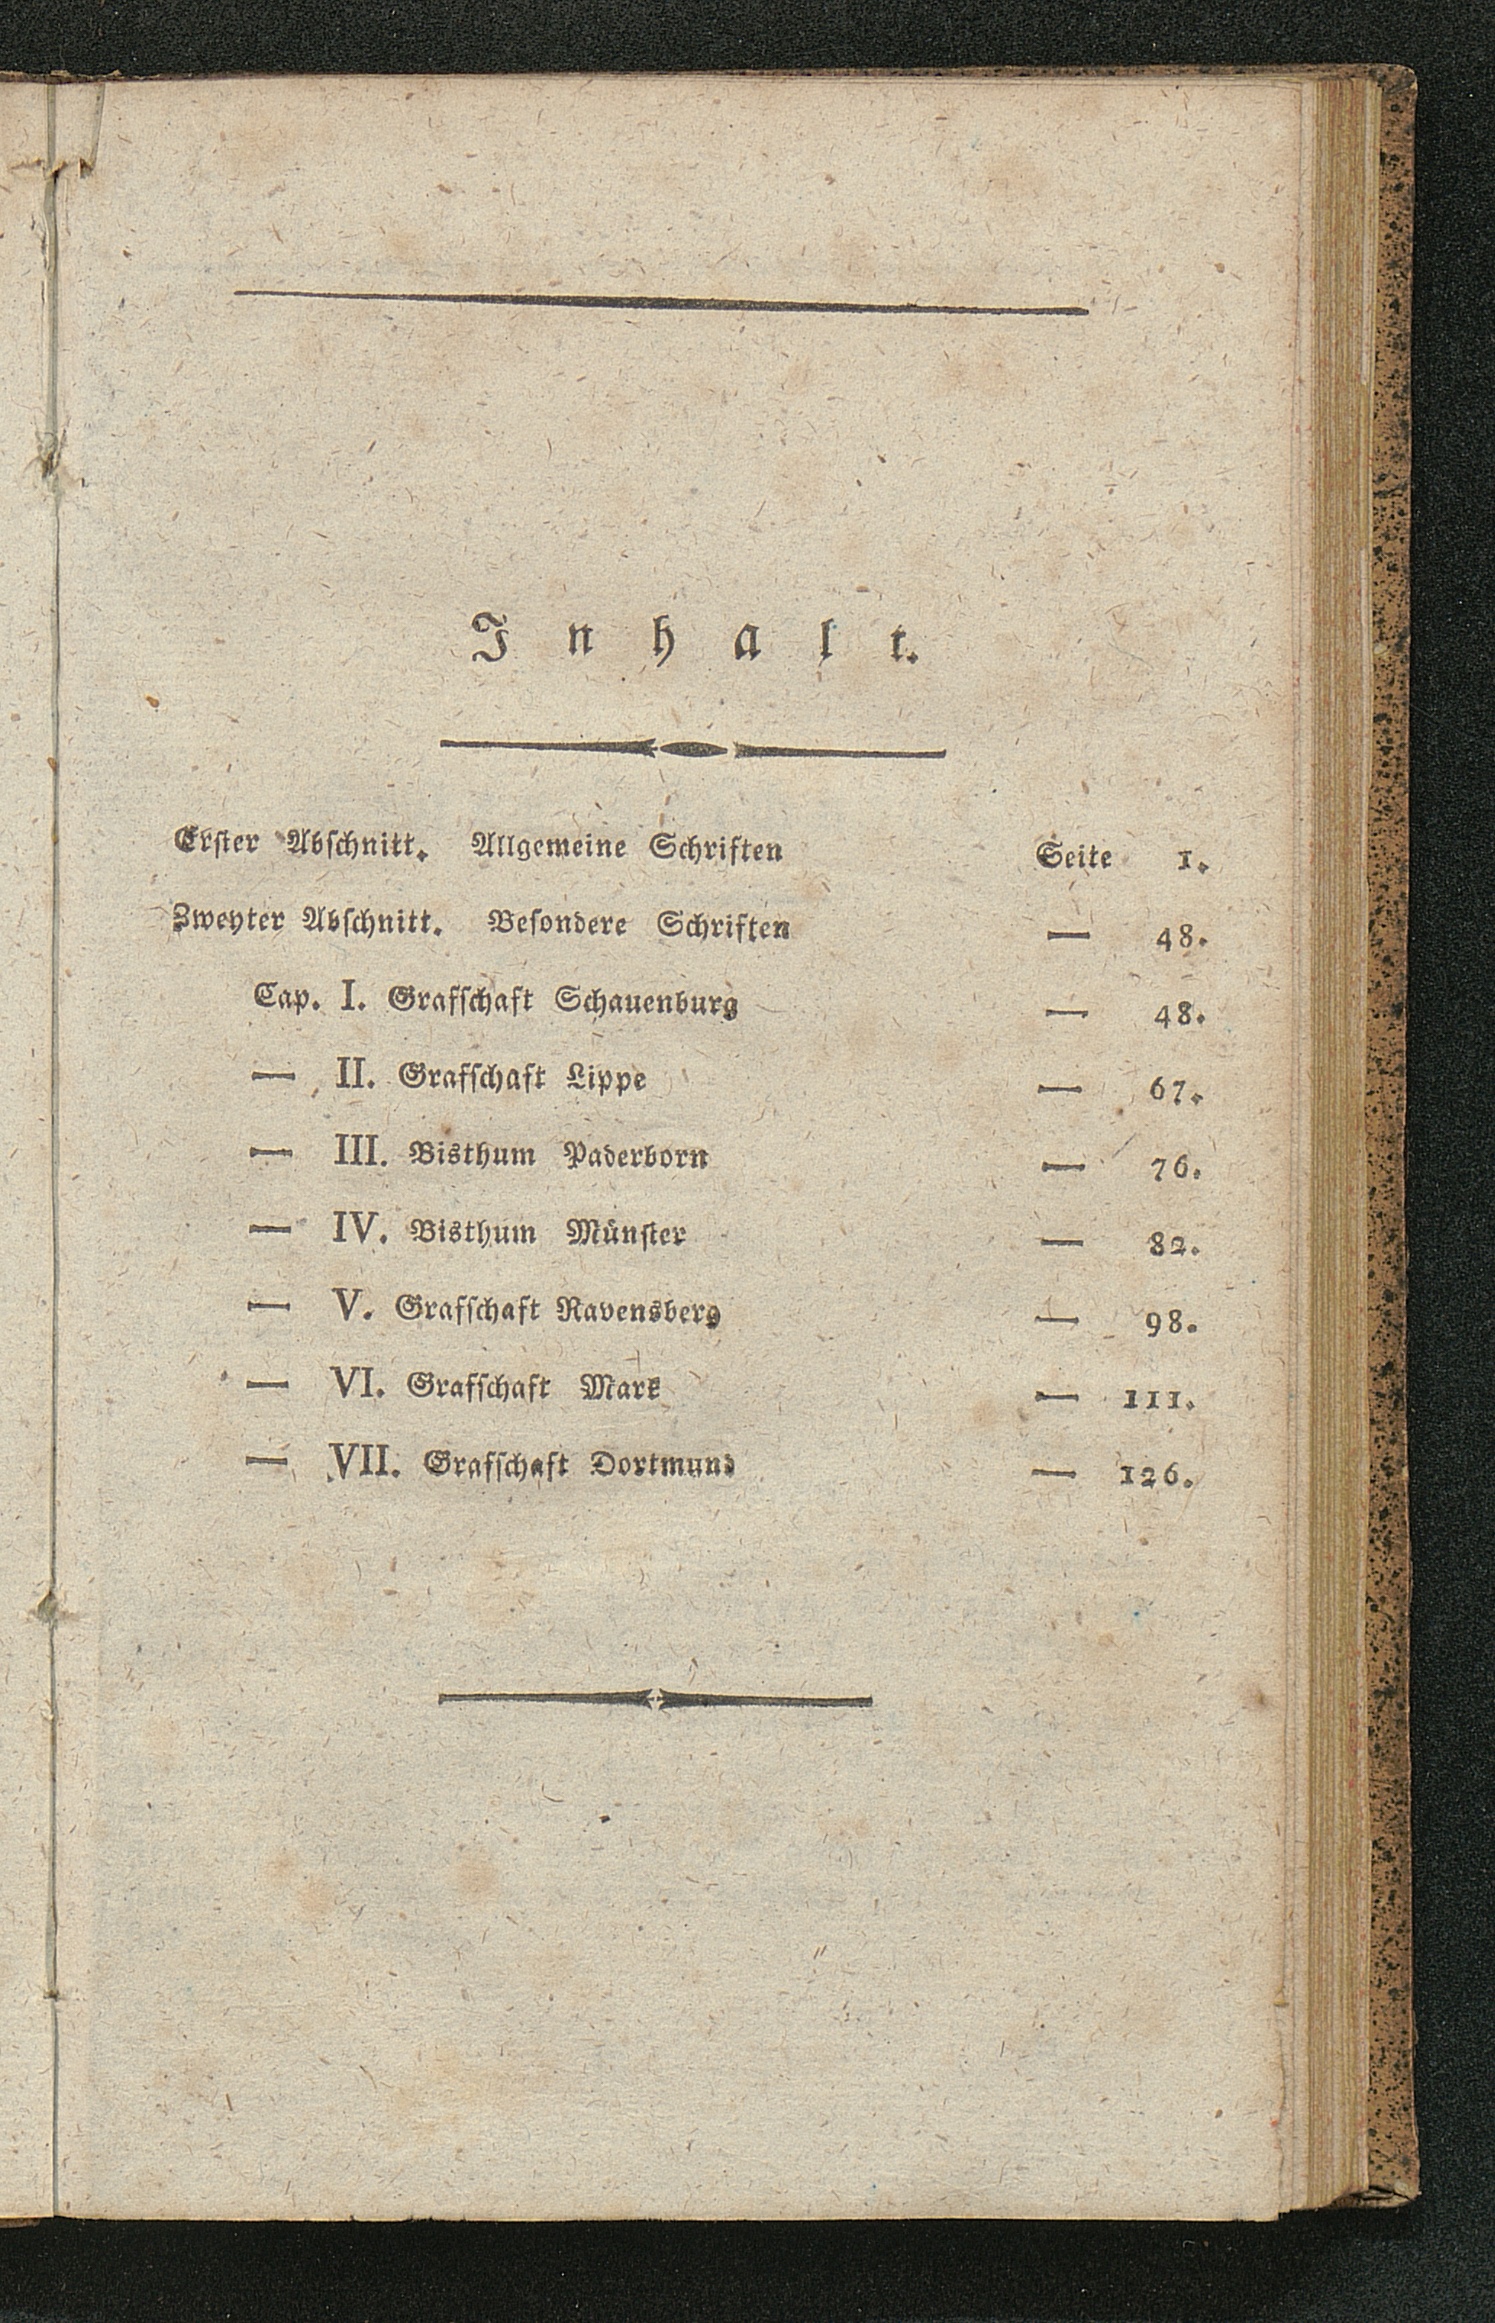 Inhalt.
Erster Abschnitt. Allgemeine Schriften Seite 1.
Zweyter Abschnitt. Besondere Schriften — 48.
Cap. I. Grafschaft Schauenburg — 48.
— II. Grafschaft Lippe — 67.
— III. Bisthum Paderborn — 76.
— IV. Bisthum Münster — 82.
— V. Grafschaft Ravensberg — 98.
— VI. Grafschaft Mark — 111.
— VII. Grafschaft Dortmund — 126.